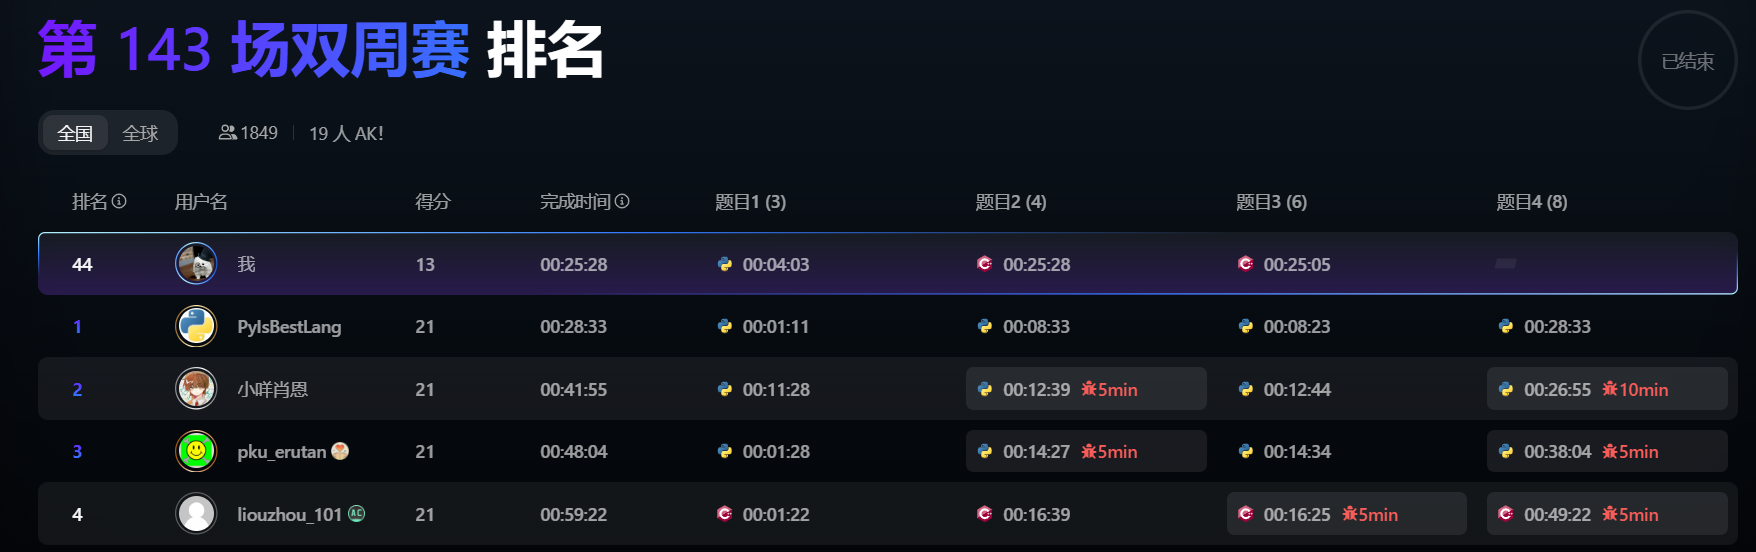 第 143 场双周赛 排名
已结束
全国 全球 1849 19 人 AK!
排名 用户名 得分 完成时间 题目1 (3) 题目2 (4) 题目3 (6) 题目4 (8)
44 我 13 00:25:28 00:04:03 00:25:28 00:25:05
1 PyIsBestLang 21 00:28:33 00:01:11 00:08:33 00:08:23 00:28:33
2 小咩肖恩 21 00:41:55 00:11:28 00:12:39 5min 00:12:44 00:26:55 10min
3 pku_erutan 21 00:48:04 00:01:28 00:14:27 5min 00:14:34 00:38:04 5min
4 liouzhou_101 AC 21 00:59:22 00:01:22 00:16:39 00:16:25 5min 00:49:22 5min